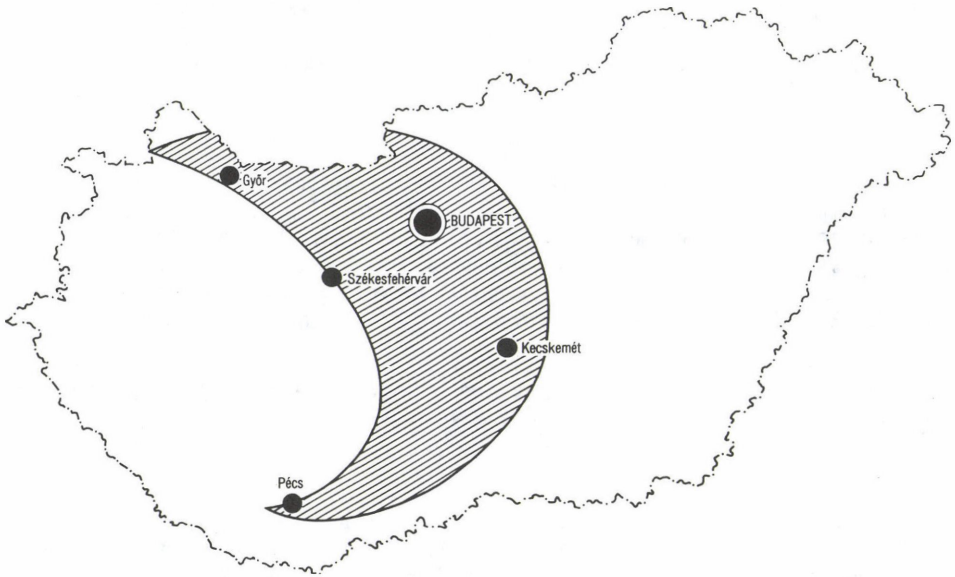 Győr
BUDAPEST
Székesfehérvár
Kecskemét
Pécs